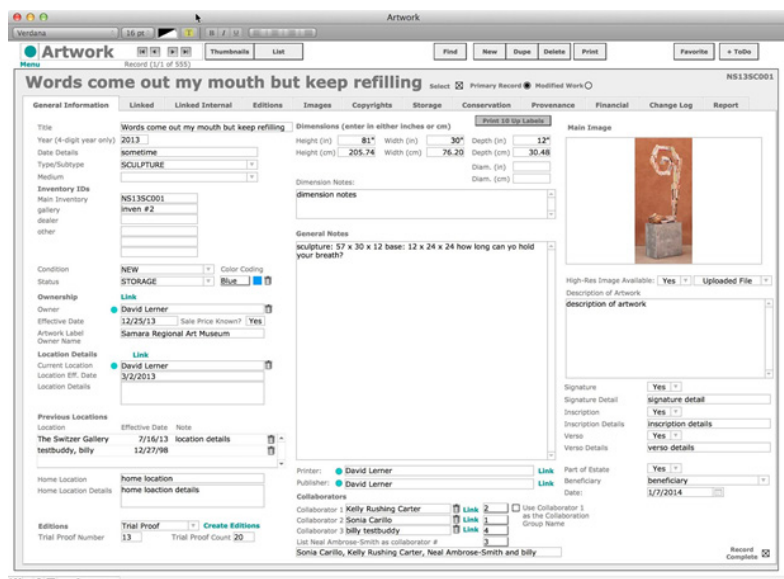 Artwork
Verdana 16 pt T B I U
Artwork Thumbnails List Find New Dupe Delete Print Favorite + ToDo
Menu Record (1/1 of 555)
Words come out my mouth but keep refilling Select Primary Record Modified Work NS13SC001
General Information Linked Linked Internal Editions Images Copyrights Storage Conservation Provenance Financial Change Log Report
Title Words come out my mouth but keep refilling
Year (4-digit year only) 2013
Date Details sometime
Type/Subtype SCULPTURE
Medium
Inventory IDs
Main Inventory NS13SC001
gallery inven #2
dealer
other
Condition NEW Color Coding
Status STORAGE Blue
Ownership Link
Owner David Lerner
Effective Date 12/25/13 Sale Price Known? Yes
Artwork Label Samara Regional Art Museum
Owner Name
Location Details Link
Current Location David Lerner
Location Eff. Date 3/2/2013
Location Details
Previous Locations
Location Effective Date Note
The Switzer Gallery 7/16/13 location details
testbuddy, billy 12/27/98
Home Location home location
Home Location Details home loaction details
Editions Trial Proof Create Editions
Trial Proof Number 13 Trial Proof Count 20
Dimensions (enter in either inches or cm) Print 10 Up Labels
Height (in) 81" Width (in) 30" Depth (in) 12"
Height (cm) 205.74 Width (cm) 76.20 Depth (cm) 30.48
Diam. (in)
Diam. (cm)
Dimension Notes:
dimension notes
General Notes
sculpture: 57 x 30 x 12 base: 12 x 24 x 24 how long can yo hold
your breath?
Printer: David Lerner Link
Publisher: David Lerner Link
Collaborators
Collaborator 1 Kelly Rushing Carter Link 2 Use Collaborator 1
Collaborator 2 Sonia Carillo Link 1 as the Collaboration
Collaborator 3 billy testbuddy Link 4 Group Name
List Neal Ambrose-Smith as collaborator # 3
Sonia Carillo, Kelly Rushing Carter, Neal Ambrose-Smith and billy
Main Image
High-Res Image Available: Yes Uploaded File
Description of Artwork
description of artwork
Signature Yes
Signature Detail signature detail
Inscription Yes
Inscription Details inscription details
Verso Yes
Verso Details verso details
Part of Estate Yes
Beneficiary beneficiary
Date: 1/7/2014
Record
Complete